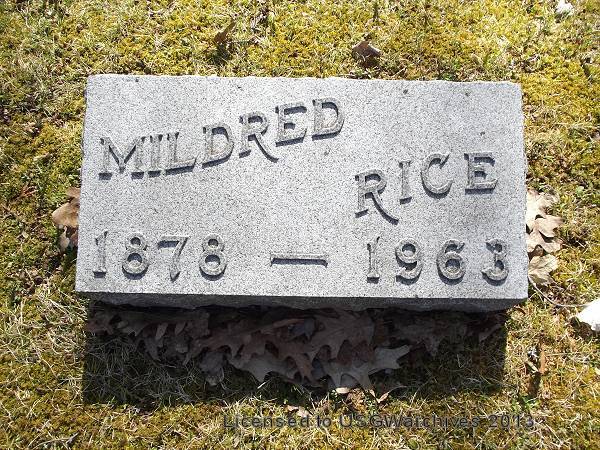 MILDRED
RICE
1878 — 1963
Licensed to USGWarchives 2013